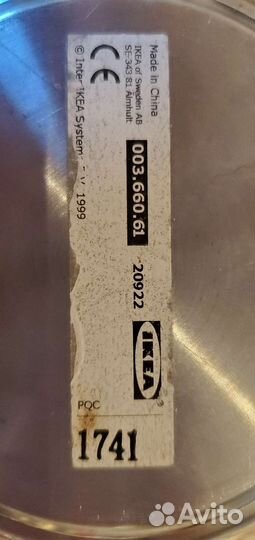 Made in China
IKEA of Sweden AB
SE-343 81 Älmhult
CE
© Inter IKEA Systems B.V. 1999
003.660.61
20922
IKEA
®
PQC
1741
Avito